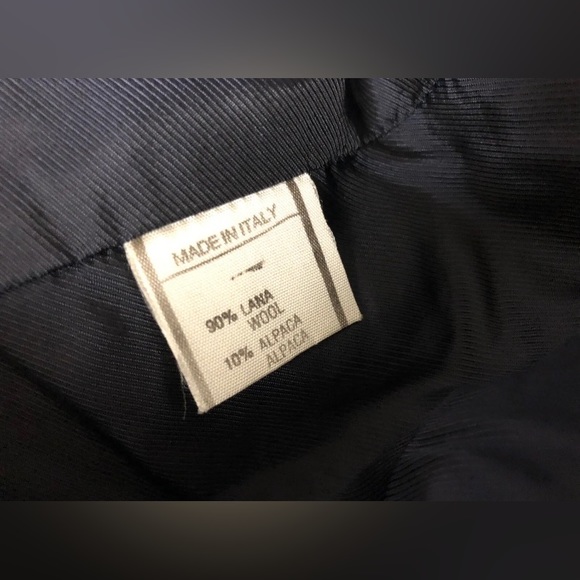 MADE IN ITALY
90% LANA
WOOL
10% ALPACA
ALPACA